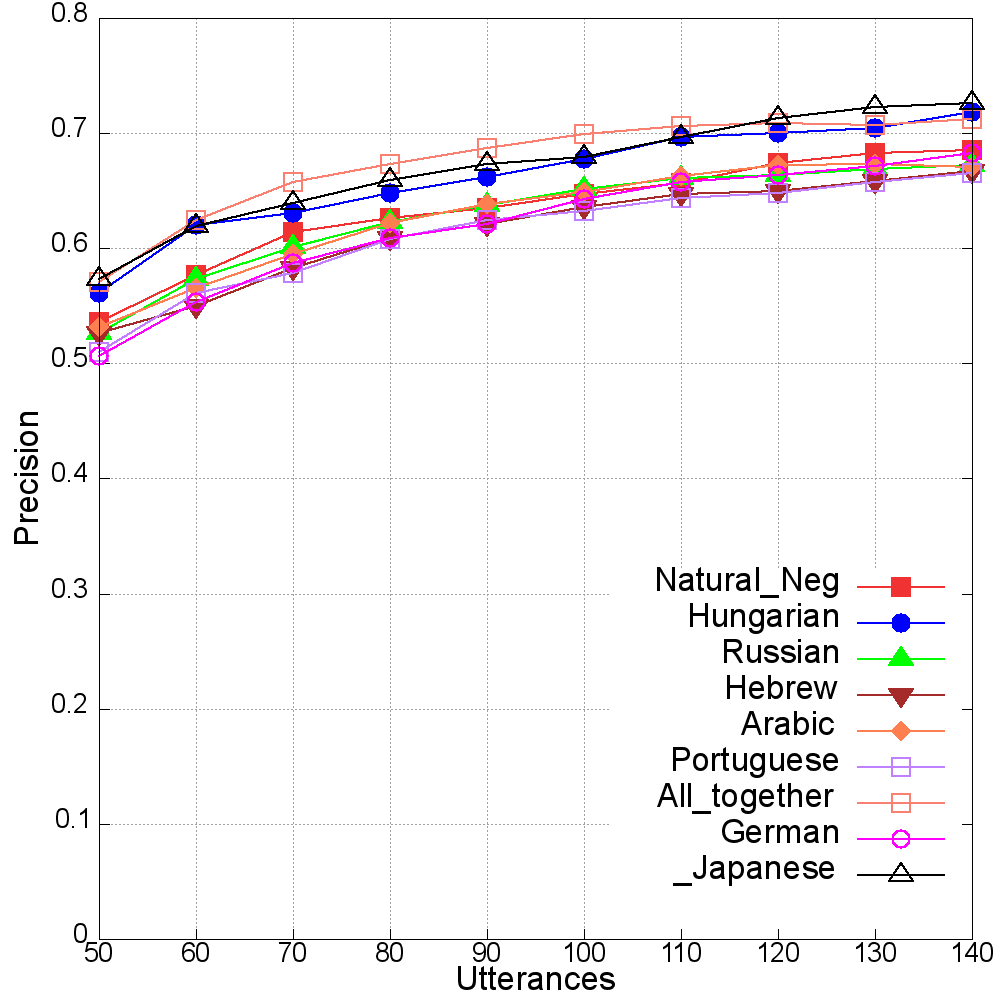 0.8
0.7
0.6
0.5
0.4
0.3
0.2
0.1
0
Precision
Natural_Neg
Hungarian
Russian
Hebrew
Arabic
Portuguese
All_together
German
_Japanese
50 60 70 80 90 100 110 120 130 140
Utterances